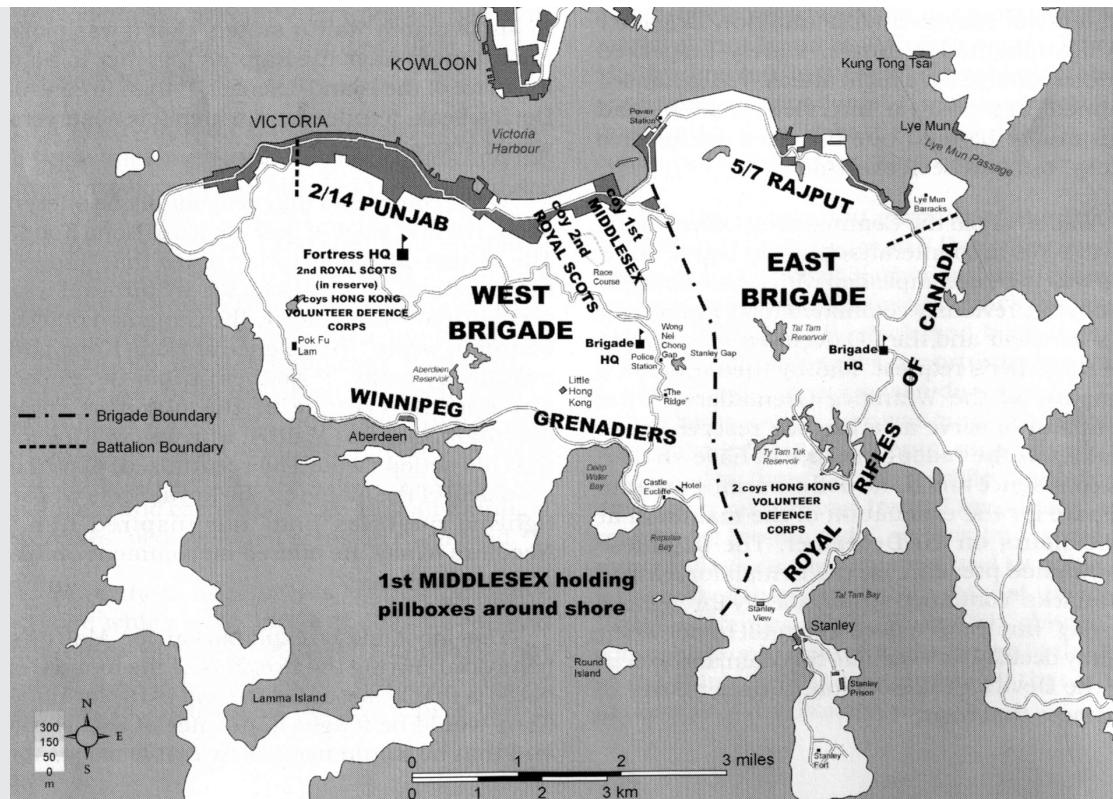 KOWLOON
Kung Tong Tsai
VICTORIA
Victoria
Harbour
Power
Station
Lye Mun
Lye Mun Passage
5/7 RAJPUT
Lye Mun
Barracks
2/14 PUNJAB
coy 1st
MIDDLESEX
coy 2nd
ROYAL SCOTS
Race
Course
Fortress HQ
2nd ROYAL SCOTS
(in reserve)
4 coys HONG KONG
VOLUNTEER DEFENCE
CORPS
WEST
BRIGADE
EAST
BRIGADE
Pok Fu
Lam
Aberdeen
Reservoir
Brigade
HQ
Wong
Nei
Chong
Gap
Police
Station
Stanley Gap
Tai Tam
Reservoir
Brigade
HQ
Little
Hong
Kong
The
Ridge
WINNIPEG GRENADIERS
Aberdeen
Brigade Boundary
Battalion Boundary
Deep
Water
Bay
Castle
Eucliffe
Hotel
Repulse
Bay
Ty Tam Tuk
Reservoir
2 coys HONG KONG
VOLUNTEER
DEFENCE
CORPS
ROYAL RIFLES OF CANADA
1st MIDDLESEX holding
pillboxes around shore
Stanley
View
Tai Tam Bay
Stanley
Round
Island
Stanley
Prison
Lamma Island
Stanley
Fort
N
E
S
300
150
50
0
m
0 1 2 3 miles
0 1 2 3 km